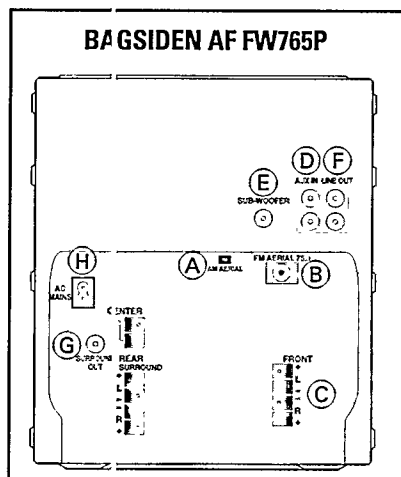 BAGSIDEN AF FW765P
D F
AUX IN LINE OUT
E
SUB-WOOFER
H
A
AM AERIAL
FM AERIAL 75
B
AC
MAINS
CENTER
G
SURROUND
OUT
REAR
SURROUND
+
L
-
-
R
+
FRONT
+
L
-
-
R
+
C